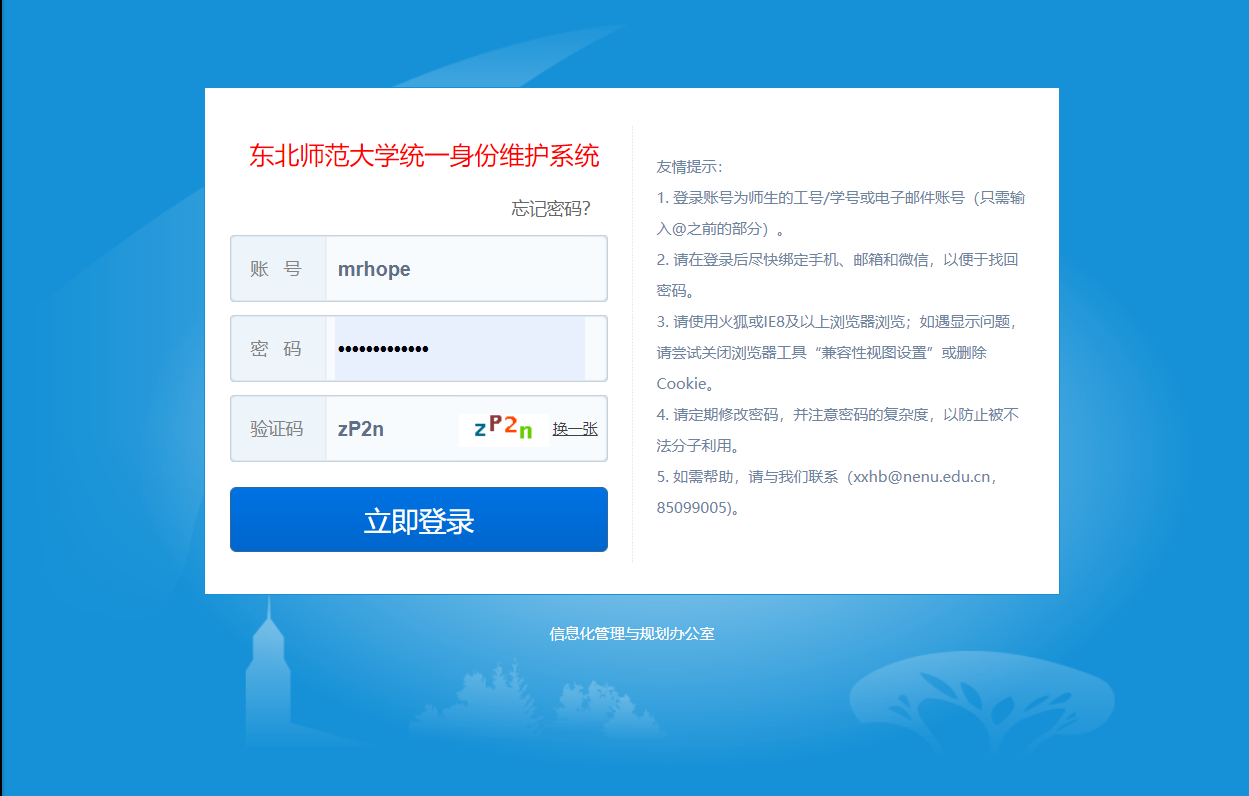 东北师范大学统一身份维护系统
忘记密码?
账 号 mrhope
密 码 •••••••••••••
验证码 zP2n zP2n 换一张
立即登录
友情提示：
1. 登录账号为师生的工号/学号或电子邮件账号（只需输
入@之前的部分）。
2. 请在登录后尽快绑定手机、邮箱和微信，以便于找回
密码。
3. 请使用火狐或IE8及以上浏览器浏览；如遇显示问题，
请尝试关闭浏览器工具“兼容性视图设置”或删除
Cookie。
4. 请定期修改密码，并注意密码的复杂度，以防止被不
法分子利用。
5. 如需帮助，请与我们联系（xxhb@nenu.edu.cn，
85099005)。
信息化管理与规划办公室